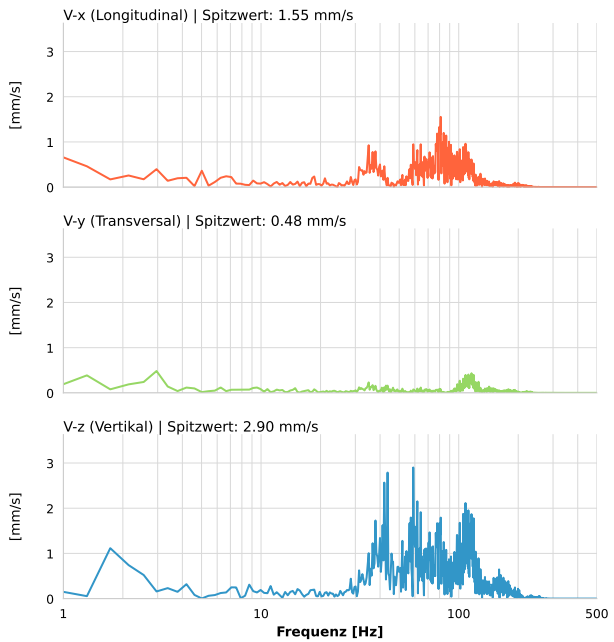 V-x (Longitudinal) | Spitzwert: 1.55 mm/s
3
2
1
0
[mm/s]
V-y (Transversal) | Spitzwert: 0.48 mm/s
3
2
1
0
[mm/s]
V-z (Vertikal) | Spitzwert: 2.90 mm/s
3
2
1
0
[mm/s]
1 10 100 500
Frequenz [Hz]